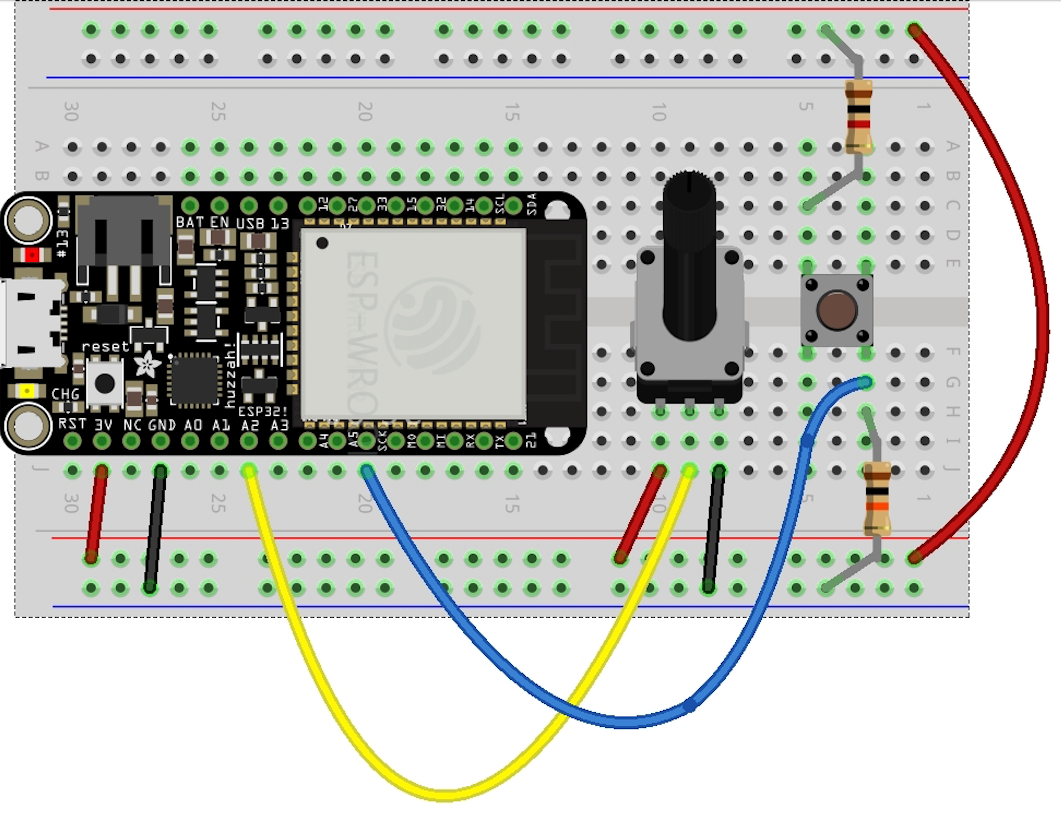 30 25 20 15 10 5 1
A A
B B
C C
D D
E E
F F
G G
H H
I I
J J
30 25 20 15 10 5 1
BAT EN USB 13
12 27 33 15 32 14 SCL SDA
#13
ESP-WRO
reset
huzzah!
ESP32!
CHG
RST 3V NC GND A0 A1 A2 A3
A4 A5 SCK MO MI RX TX 21